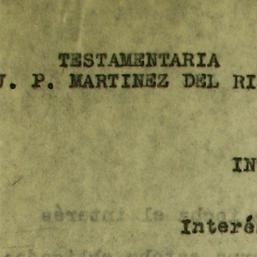 TESTAMENTARIA
J. P. MARTINEZ DEL RI
IN
Interé